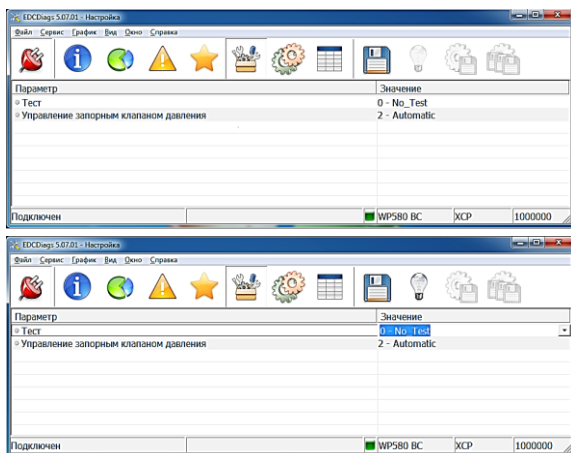 EDCDiags 5.07.01 - Настройка
Файл Сервис График Вид Окно Справка
Параметр Значение
Тест 0 - No_Test
Управление запорным клапаном давления 2 - Automatic
Подключен WP580 BC XCP 1000000
EDCDiags 5.07.01 - Настройка
Файл Сервис График Вид Окно Справка
Параметр Значение
Тест 0 - No_Test
Управление запорным клапаном давления 2 - Automatic
Подключен WP580 BC XCP 1000000